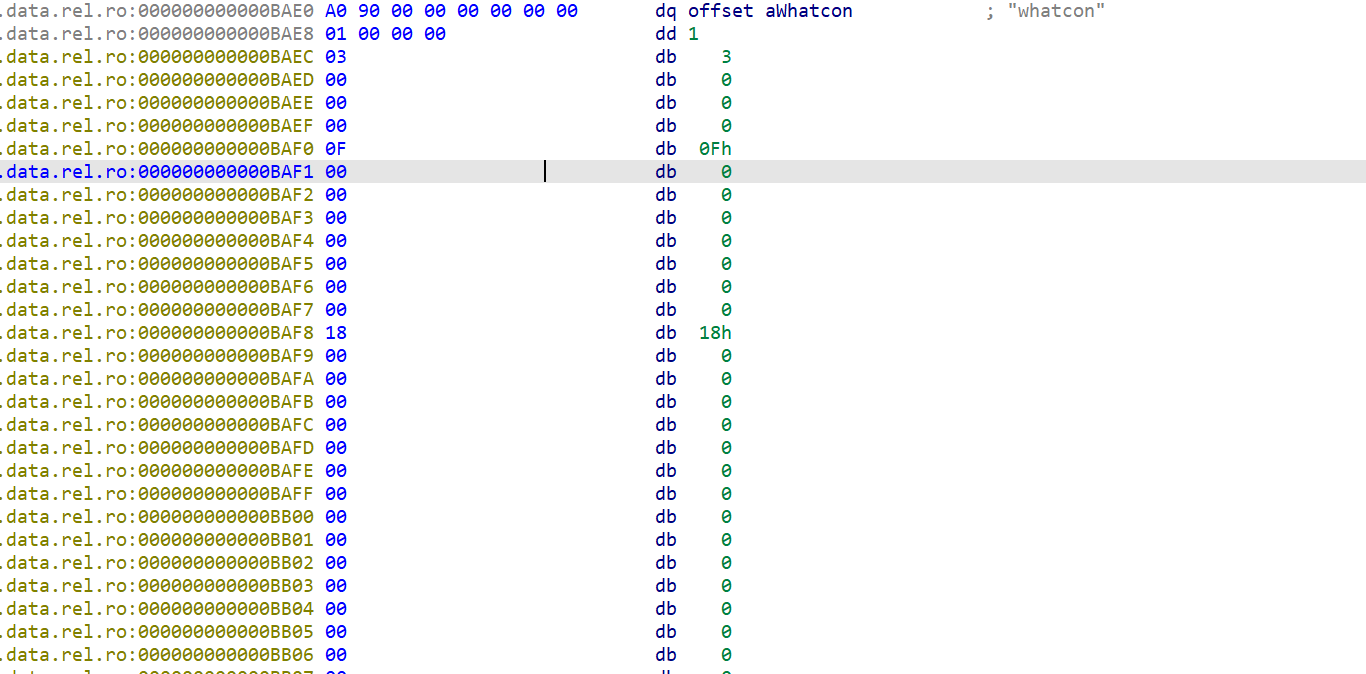 .data.rel.ro:000000000000BAE0 A0 90 00 00 00 00 00 00 dq offset aWhatcon ; "whatcon"
.data.rel.ro:000000000000BAE8 01 00 00 00 dd 1
.data.rel.ro:000000000000BAEC 03 db 3
.data.rel.ro:000000000000BAED 00 db 0
.data.rel.ro:000000000000BAEE 00 db 0
.data.rel.ro:000000000000BAEF 00 db 0
.data.rel.ro:000000000000BAF0 0F db 0Fh
.data.rel.ro:000000000000BAF1 00 db 0
.data.rel.ro:000000000000BAF2 00 db 0
.data.rel.ro:000000000000BAF3 00 db 0
.data.rel.ro:000000000000BAF4 00 db 0
.data.rel.ro:000000000000BAF5 00 db 0
.data.rel.ro:000000000000BAF6 00 db 0
.data.rel.ro:000000000000BAF7 00 db 0
.data.rel.ro:000000000000BAF8 18 db 18h
.data.rel.ro:000000000000BAF9 00 db 0
.data.rel.ro:000000000000BAFA 00 db 0
.data.rel.ro:000000000000BAFB 00 db 0
.data.rel.ro:000000000000BAFC 00 db 0
.data.rel.ro:000000000000BAFD 00 db 0
.data.rel.ro:000000000000BAFE 00 db 0
.data.rel.ro:000000000000BAFF 00 db 0
.data.rel.ro:000000000000BB00 00 db 0
.data.rel.ro:000000000000BB01 00 db 0
.data.rel.ro:000000000000BB02 00 db 0
.data.rel.ro:000000000000BB03 00 db 0
.data.rel.ro:000000000000BB04 00 db 0
.data.rel.ro:000000000000BB05 00 db 0
.data.rel.ro:000000000000BB06 00 db 0